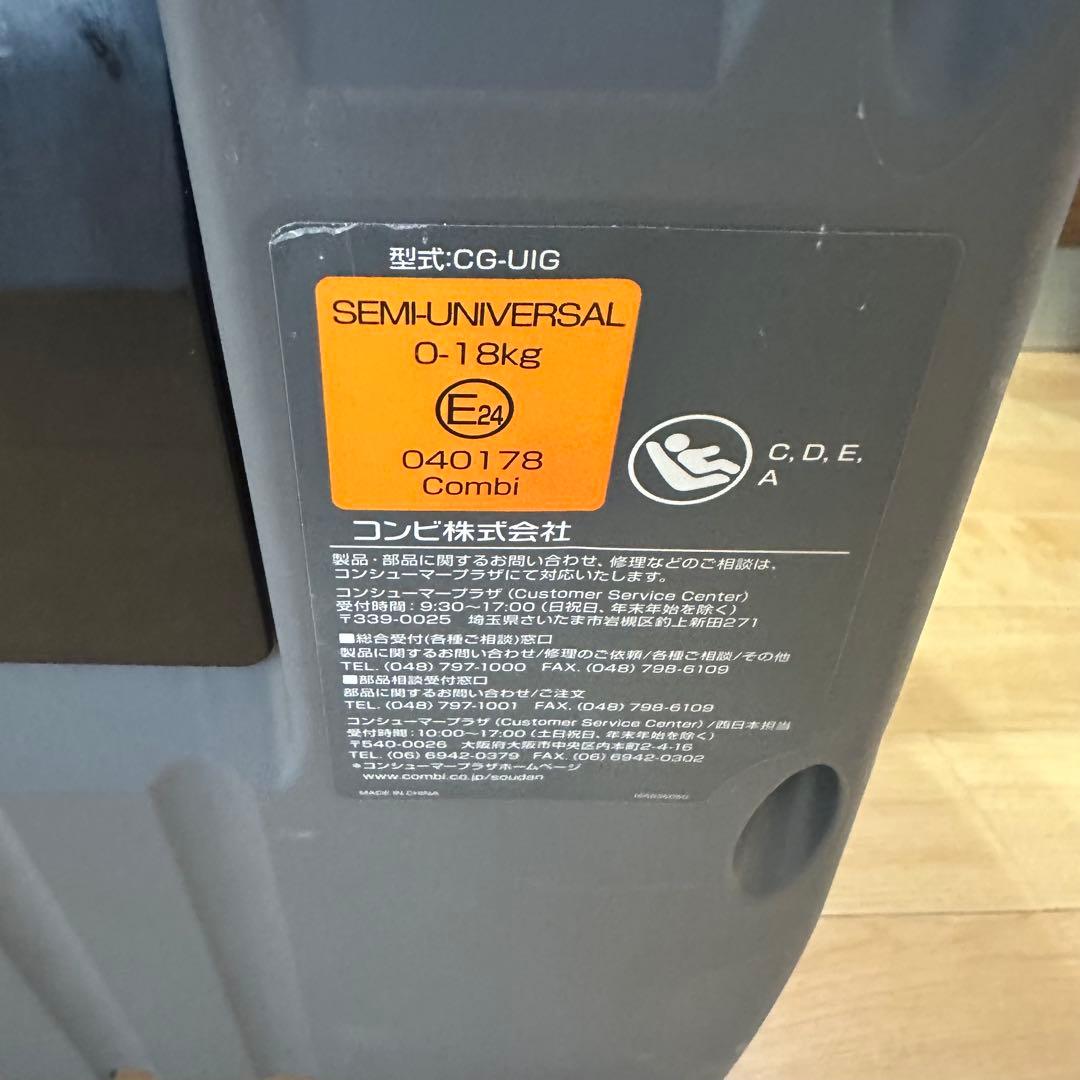 型式:CG-UIG
SEMI-UNIVERSAL
0-18kg
E24
040178
Combi
C, D, E,
A
コンビ株式会社
製品・部品に関するお問い合わせ、修理などのご相談は、
コンシューマープラザにて対応いたします。
コンシューマープラザ (Customer Service Center)
受付時間：9:30〜17:00 (日祝日、年末年始を除く)
〒339-0025 埼玉県さいたま市岩槻区釣上新田271
■総合受付(各種ご相談)窓口
製品に関するお問い合わせ/修理のご依頼/各種ご相談/その他
TEL. (048) 797-1000 FAX. (048) 798-6109
■部品相談受付窓口
部品に関するお問い合わせ/ご注文
TEL. (048) 797-1001 FAX. (048) 798-6109
コンシューマープラザ (Customer Service Center) /西日本担当
受付時間：10:00〜17:00 (土日祝日、年末年始を除く)
〒540-0026 大阪府大阪市中央区内本町2-4-16
TEL. (06) 6942-0379 FAX. (06) 6942-0302
＊コンシューマープラザホームページ
www.combi.co.jp/soudan
MADE IN CHINA